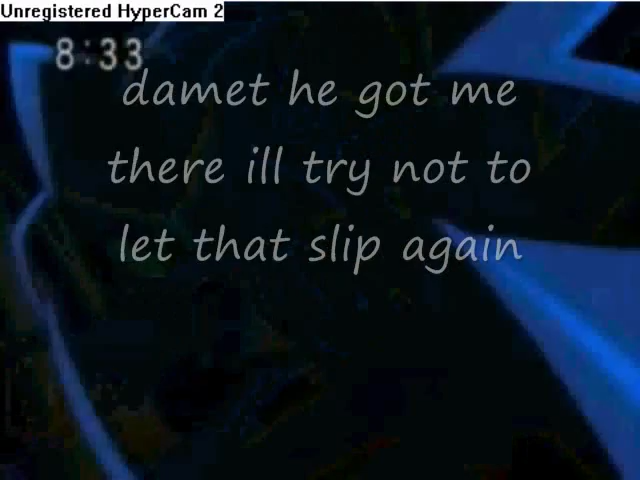 Unregistered HyperCam 2
8:33
damet he got me
there ill try not to
let that slip again